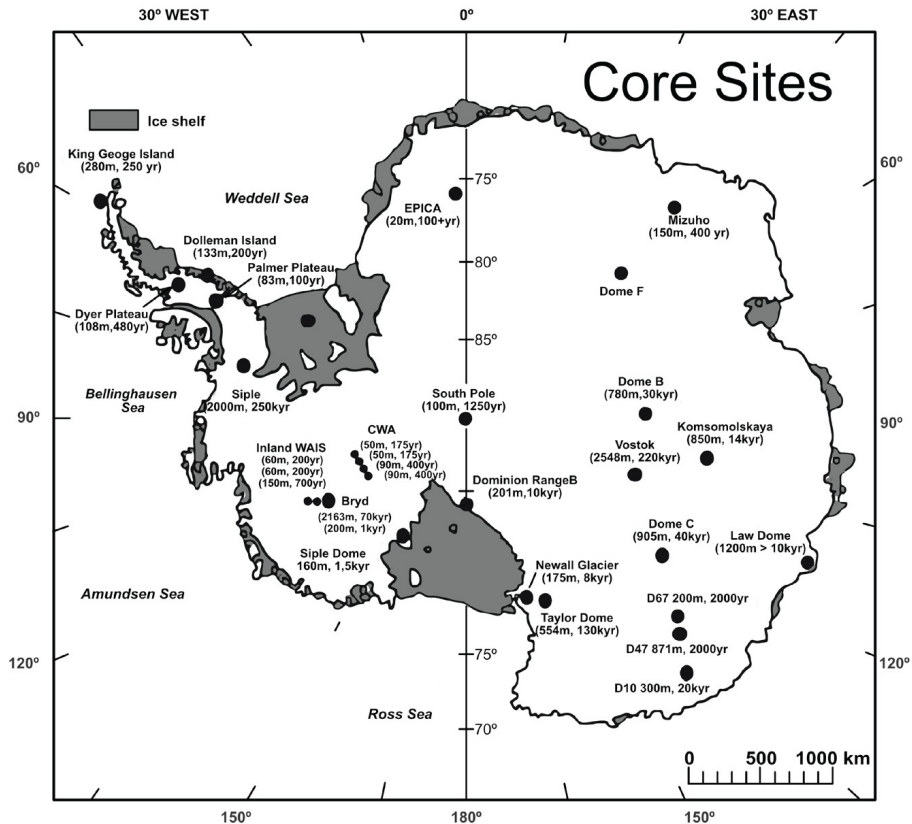 30º WEST
0º
30º EAST
Core Sites
Ice shelf
King Geoge Island
(280m, 250 yr)
60º
60º
Weddell Sea
75º
EPICA
(20m,100+yr)
Mizuho
(150m, 400 yr)
Dolleman Island
(133m,200yr)
Palmer Plateau
(83m,100yr)
80º
Dome F
Dyer Plateau
(108m,480yr)
85º
Bellinghausen
Sea
Siple
2000m, 250kyr
South Pole
(100m, 1250yr)
Dome B
(780m,30kyr)
90º
90º
Komsomolskaya
(850m, 14kyr)
CWA
(50m, 175yr)
(50m, 175yr)
(90m, 400yr)
(90m, 400yr)
Inland WAIS
(60m, 200yr)
(60m, 200yr)
(150m, 700yr)
Vostok
(2548m, 220kyr)
Dominion RangeB
(201m,10kyr)
Bryd
(2163m, 70kyr)
(200m, 1kyr)
Dome C
(905m, 40kyr)
Law Dome
(1200m > 10kyr)
Siple Dome
160m, 1,5kyr
Newall Glacier
(175m, 8kyr)
Amundsen Sea
D67 200m, 2000yr
Taylor Dome
(554m, 130kyr)
D47 871m, 2000yr
75º
120º
120º
D10 300m, 20kyr
Ross Sea
70º
0 500 1000 km
150º
180º
150º